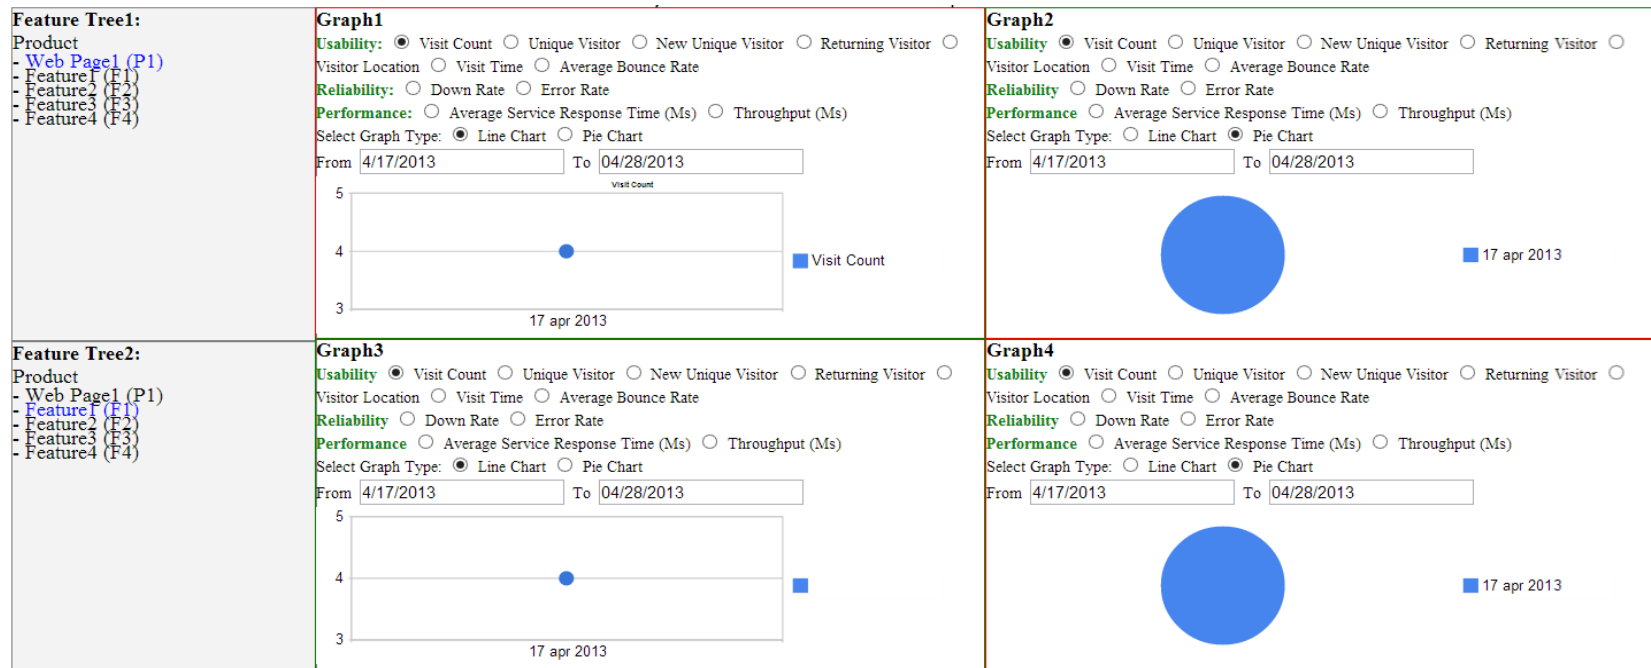 Feature Tree1:
Product
- Web Page1 (P1)
- Feature1 (F1)
- Feature2 (F2)
- Feature3 (F3)
- Feature4 (F4)
Graph1
Usability: Visit Count Unique Visitor New Unique Visitor Returning Visitor
Visitor Location Visit Time Average Bounce Rate
Reliability: Down Rate Error Rate
Performance: Average Service Response Time (Ms) Throughput (Ms)
Select Graph Type: Line Chart Pie Chart
From 4/17/2013 To 04/28/2013
Visit Count
5
4
3
17 apr 2013
Visit Count
Graph2
Usability Visit Count Unique Visitor New Unique Visitor Returning Visitor
Visitor Location Visit Time Average Bounce Rate
Reliability Down Rate Error Rate
Performance Average Service Response Time (Ms) Throughput (Ms)
Select Graph Type: Line Chart Pie Chart
From 4/17/2013 To 04/28/2013
17 apr 2013
Feature Tree2:
Product
- Web Page1 (P1)
- Feature1 (F1)
- Feature2 (F2)
- Feature3 (F3)
- Feature4 (F4)
Graph3
Usability Visit Count Unique Visitor New Unique Visitor Returning Visitor
Visitor Location Visit Time Average Bounce Rate
Reliability Down Rate Error Rate
Performance Average Service Response Time (Ms) Throughput (Ms)
Select Graph Type: Line Chart Pie Chart
From 4/17/2013 To 04/28/2013
5
4
3
17 apr 2013
Graph4
Usability Visit Count Unique Visitor New Unique Visitor Returning Visitor
Visitor Location Visit Time Average Bounce Rate
Reliability Down Rate Error Rate
Performance Average Service Response Time (Ms) Throughput (Ms)
Select Graph Type: Line Chart Pie Chart
From 4/17/2013 To 04/28/2013
17 apr 2013